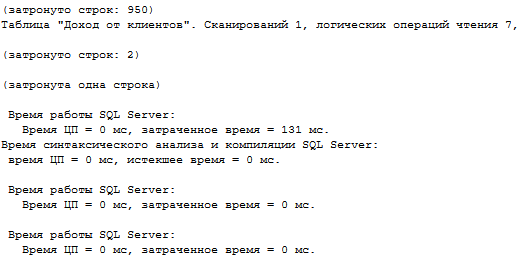 (затронуто строк: 950)
Таблица "Доход от клиентов". Сканирований 1, логических операций чтения 7,
(затронуто строк: 2)
(затронута одна строка)
Время работы SQL Server:
Время ЦП = 0 мс, затраченное время = 131 мс.
Время синтаксического анализа и компиляции SQL Server:
время ЦП = 0 мс, истекшее время = 0 мс.
Время работы SQL Server:
Время ЦП = 0 мс, затраченное время = 0 мс.
Время работы SQL Server:
Время ЦП = 0 мс, затраченное время = 0 мс.